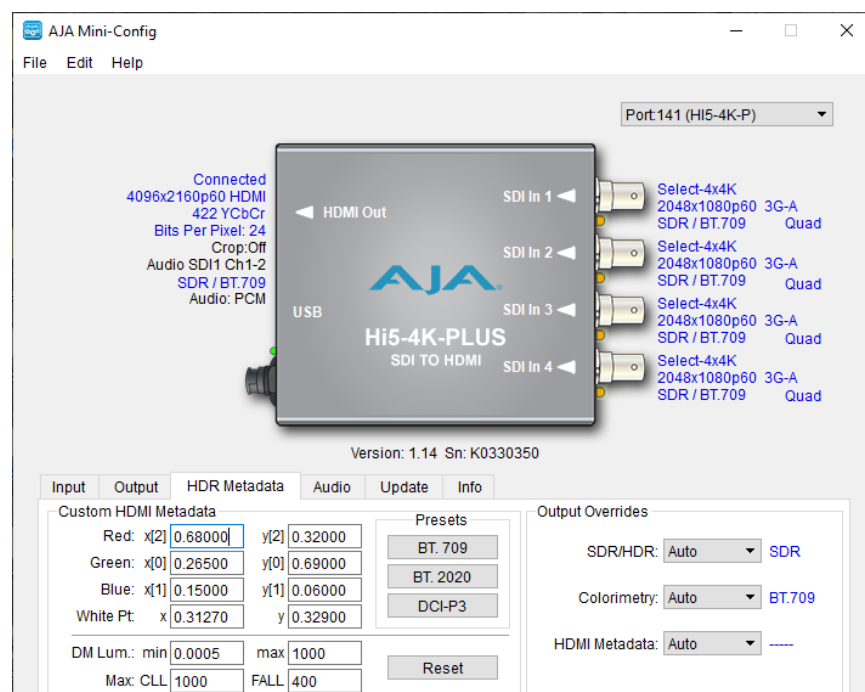 AJA Mini-Config
File Edit Help
Port:141 (HI5-4K-P)
Connected
4096x2160p60 HDMI
422 YCbCr
Bits Per Pixel: 24
Crop:Off
Audio SDI1 Ch1-2
SDR / BT.709
Audio: PCM
HDMI Out
USB
SDI In 1
SDI In 2
SDI In 3
SDI In 4
AJA
Hi5-4K-PLUS
SDI TO HDMI
Select-4x4K
2048x1080p60 3G-A
SDR / BT.709 Quad
Select-4x4K
2048x1080p60 3G-A
SDR / BT.709 Quad
Select-4x4K
2048x1080p60 3G-A
SDR / BT.709 Quad
Select-4x4K
2048x1080p60 3G-A
SDR / BT.709 Quad
Version: 1.14 Sn: K0330350
Input Output HDR Metadata Audio Update Info
Custom HDMI Metadata
Red: x[2] 0.68000 y[2] 0.32000
Green: x[0] 0.26500 y[0] 0.69000
Blue: x[1] 0.15000 y[1] 0.06000
White Pt: x 0.31270 y 0.32900
DM Lum.: min 0.0005 max 1000
Max: CLL 1000 FALL 400
Presets
BT. 709
BT. 2020
DCI-P3
Reset
Output Overrides
SDR/HDR: Auto SDR
Colorimetry: Auto BT.709
HDMI Metadata: Auto -----